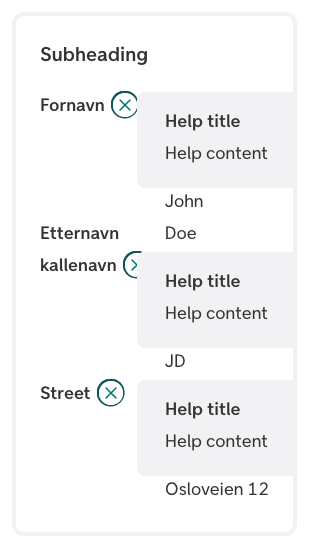 Subheading
Fornavn
Help title
Help content
John
Etternavn
Doe
kallenavn
Help title
Help content
JD
Street
Help title
Help content
Osloveien 12